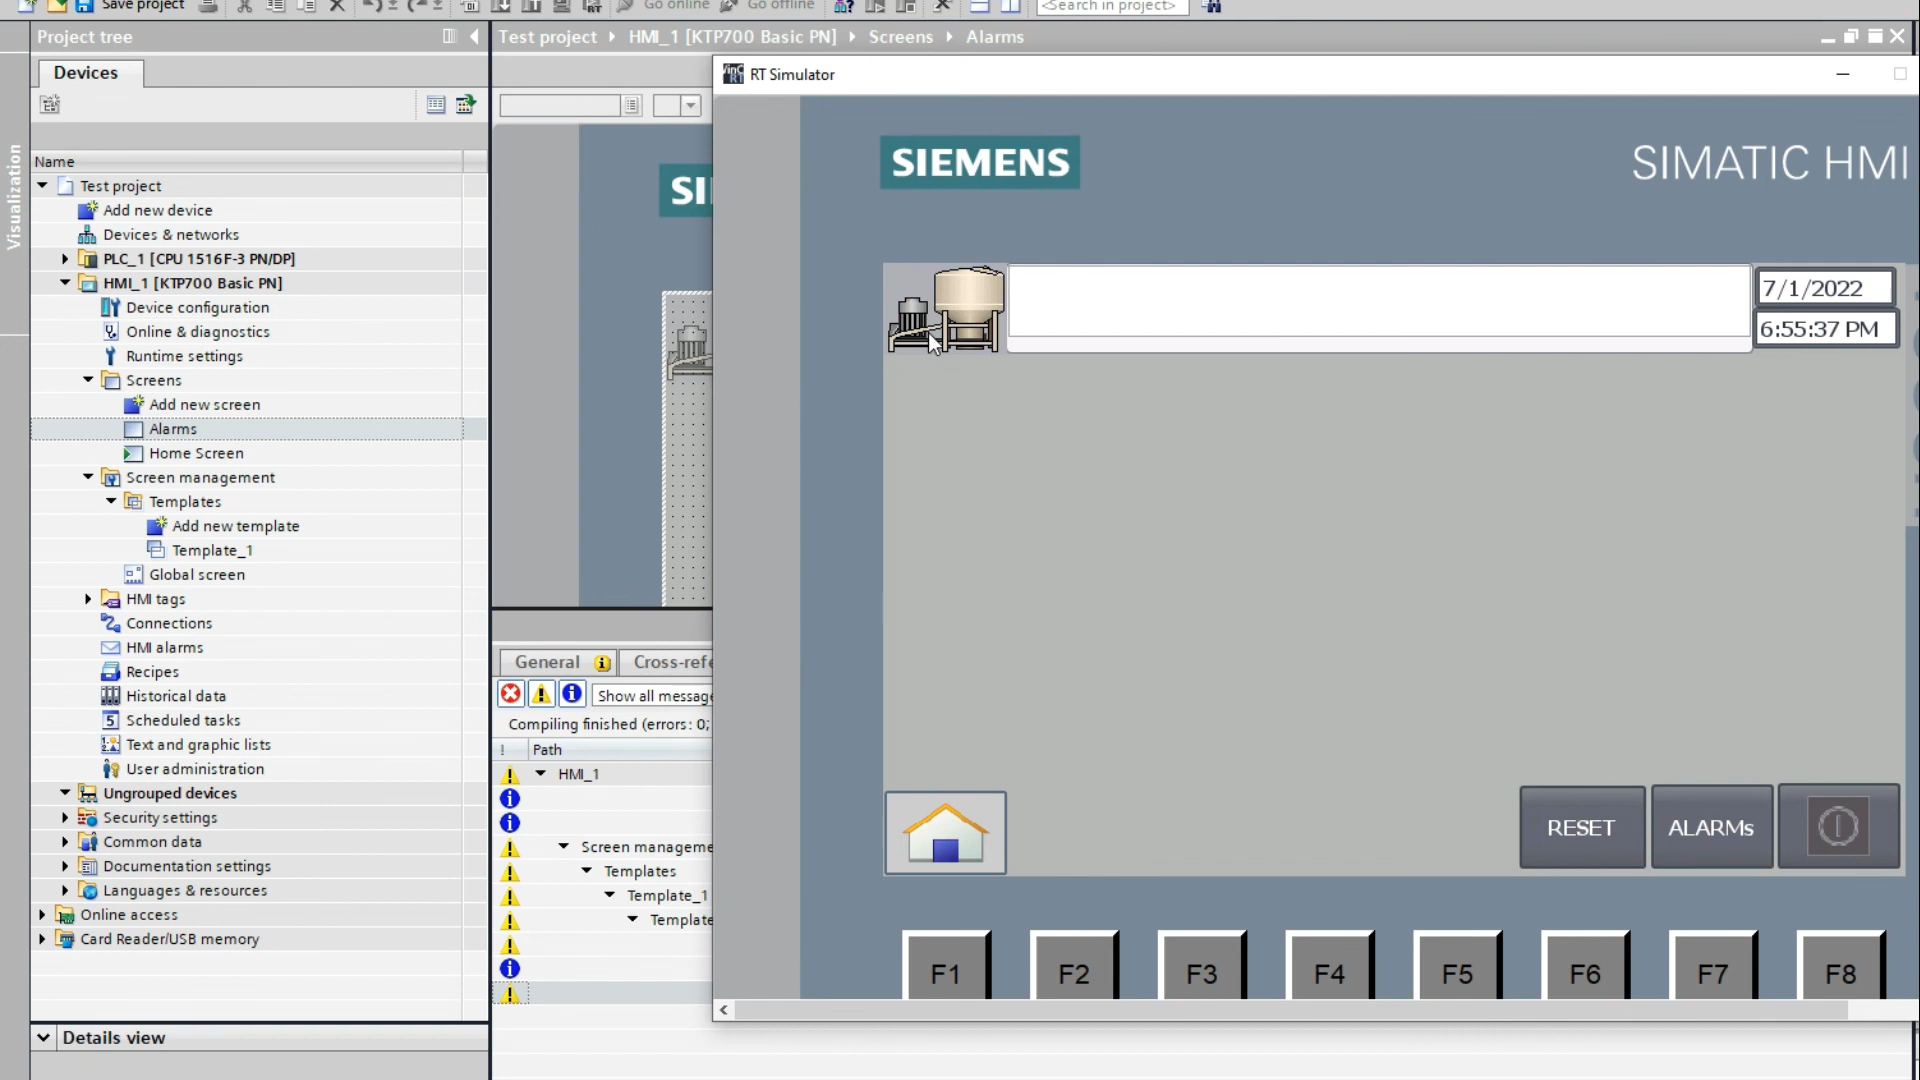 Save project
Go online
Go offline
<Search in project>
Project tree
Test project
HMI_1 [KTP700 Basic PN]
Screens
Alarms
Devices
RT Simulator
Visualization
SI
SIEMENS
SIMATIC HMI
Name
Test project
Add new device
Devices & networks
PLC_1 [CPU 1516F-3 PN/DP]
HMI_1 [KTP700 Basic PN]
Device configuration
Online & diagnostics
Runtime settings
Screens
Add new screen
Alarms
Home Screen
Screen management
Templates
Add new template
Template_1
Global screen
HMI tags
Connections
HMI alarms
Recipes
Historical data
Scheduled tasks
Text and graphic lists
User administration
Ungrouped devices
Security settings
Common data
Documentation settings
Languages & resources
Online access
Card Reader/USB memory
Details view
7/1/2022
6:55:37 PM
General
Cross-refe
Show all message
Compiling finished (errors: 0;
! Path
HMI_1
Screen manageme
Templates
Template_1
Template
RESET
ALARMs
F1
F2
F3
F4
F5
F6
F7
F8